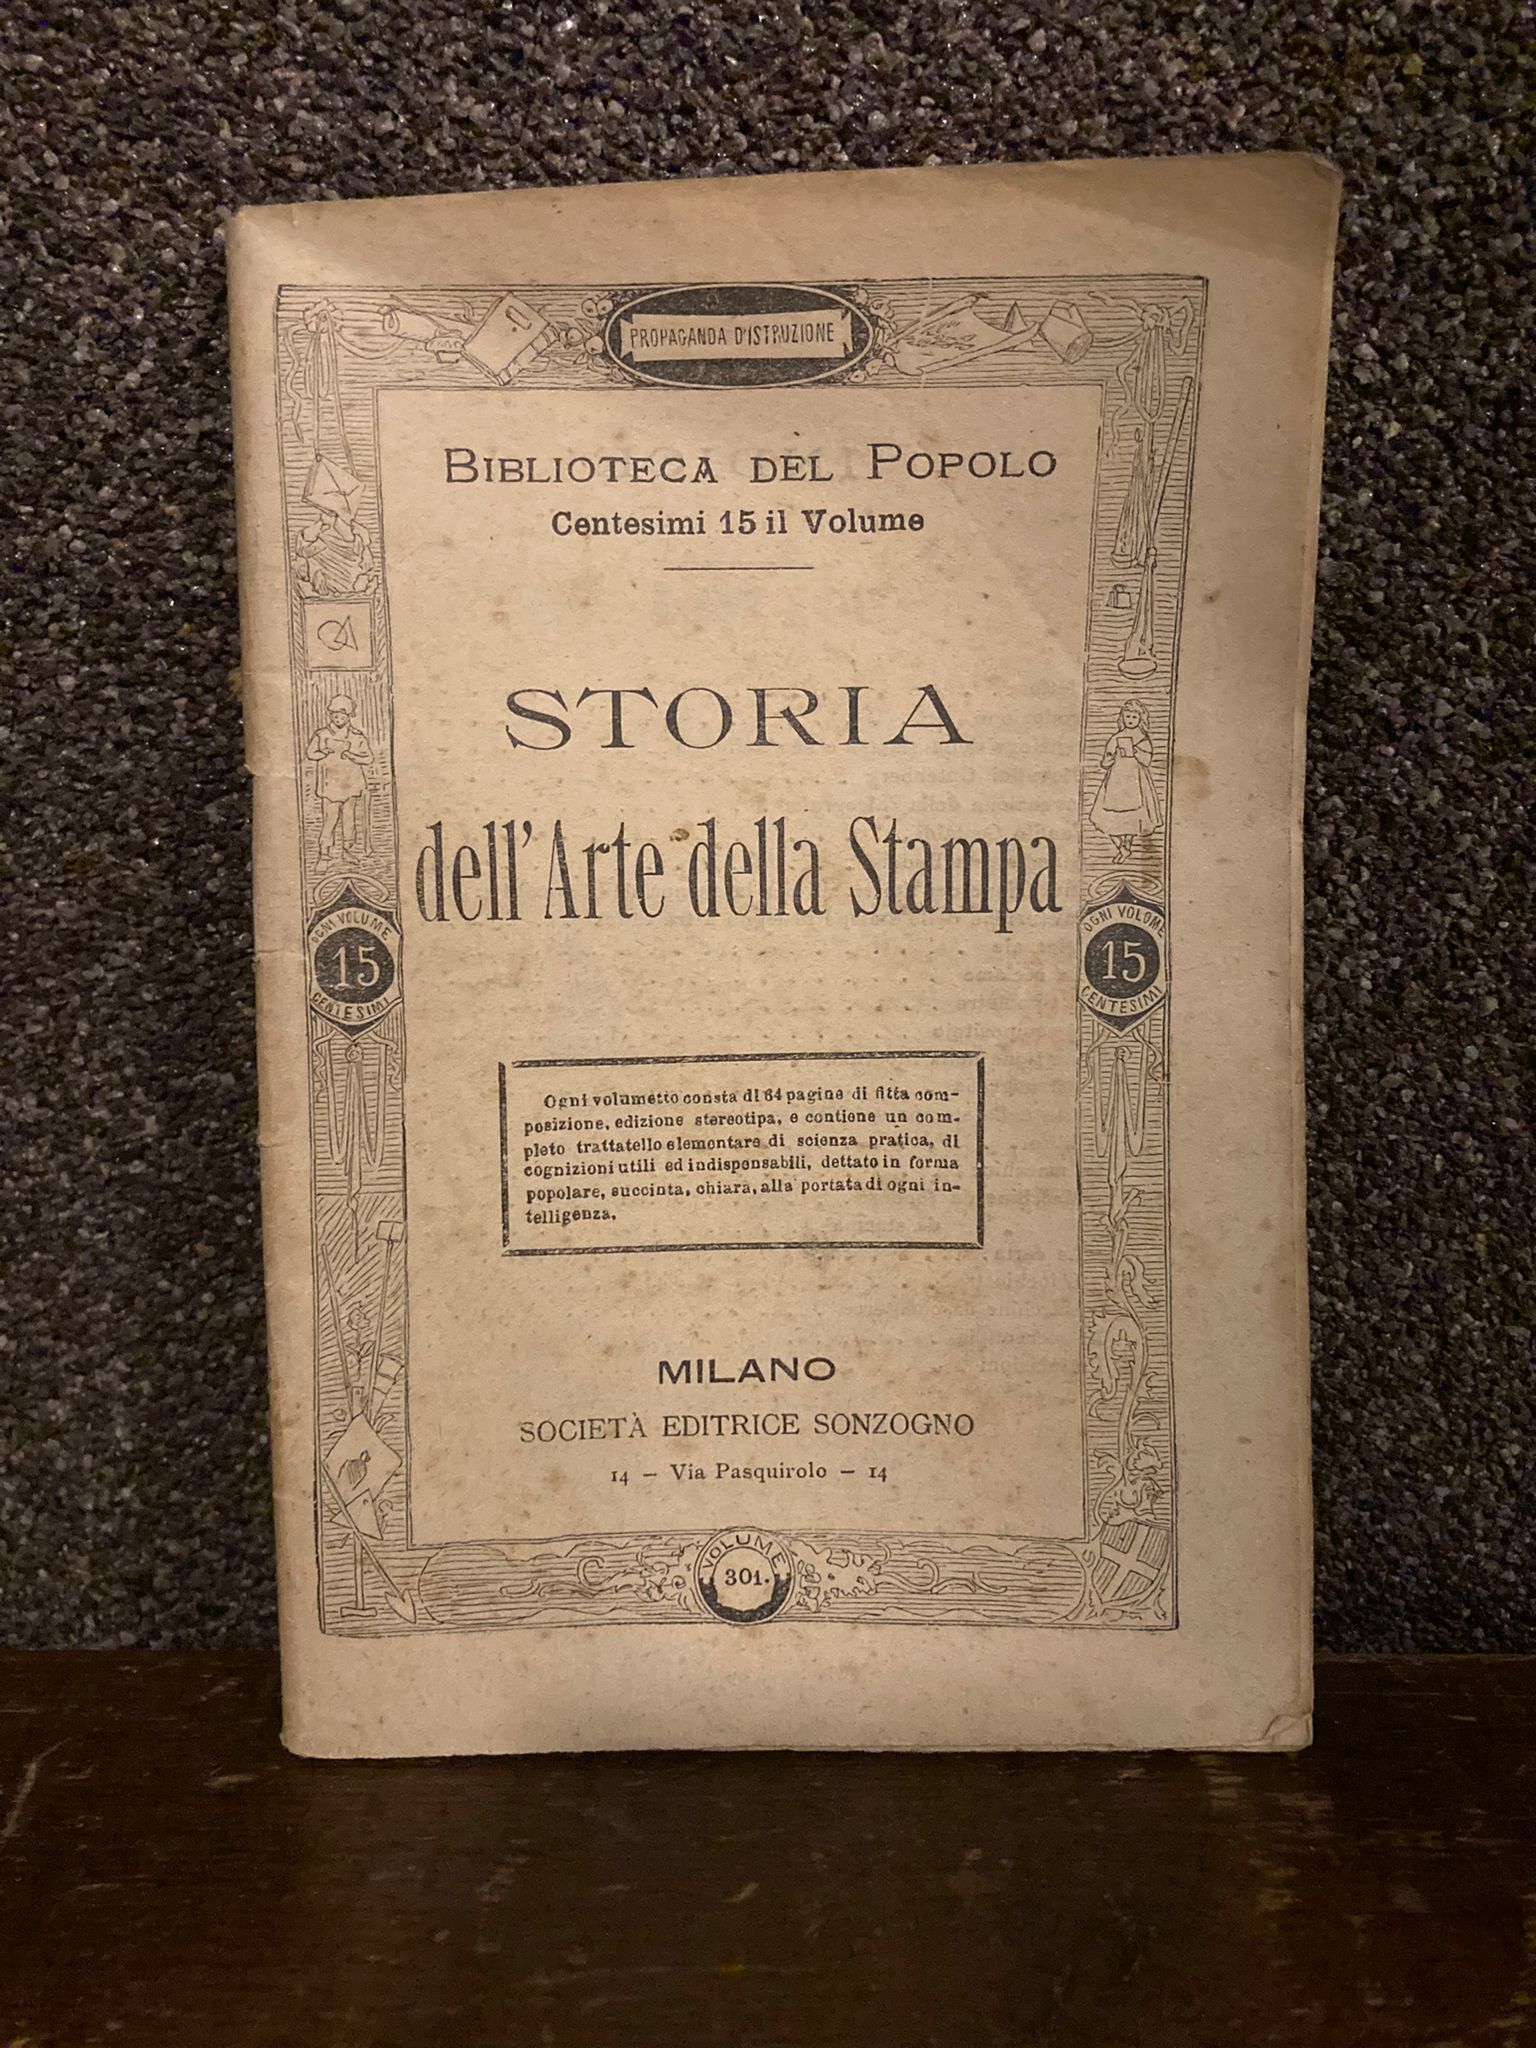 PROPAGANDA D'ISTRUZIONE
BIBLIOTECA DEL POPOLO
Centesimi 15 il Volume
STORIA
dell'Arte della Stampa
OGNI VOLUME
15
CENTESIMI
OGNI VOLUME
15
CENTESIMI
Ogni volumetto consta di 64 pagine di fitta com-
posizione, edizione stereotipa, e contiene un com-
pleto trattatello elementare di scienza pratica, di
cognizioni utili ed indispensabili, dettato in forma
popolare, succinta, chiara, alla portata di ogni in-
telligenza.
MILANO
SOCIETÀ EDITRICE SONZOGNO
14 — Via Pasquirolo — 14
VOLUME
301.